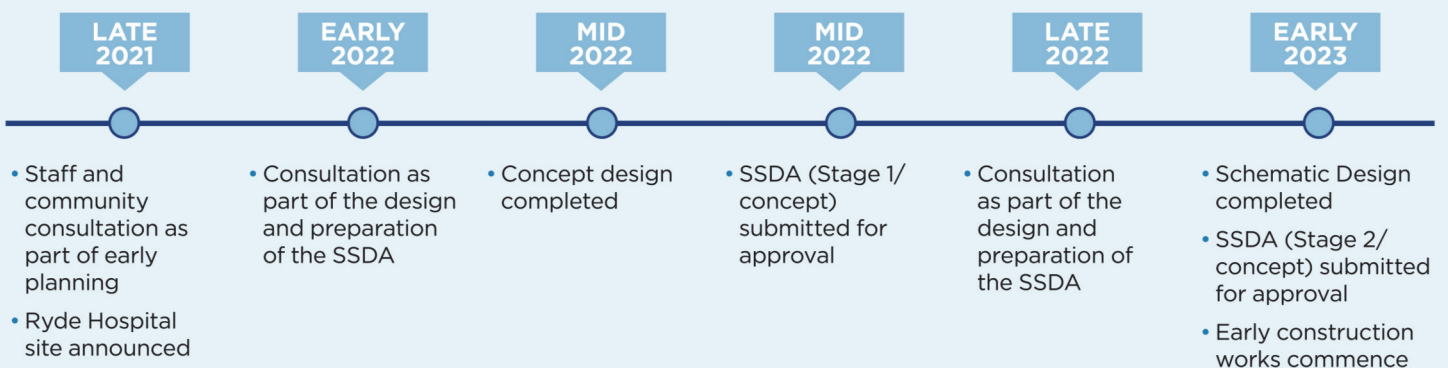 LATE
2021
EARLY
2022
MID
2022
MID
2022
LATE
2022
EARLY
2023
• Staff and
community
consultation as
part of early
planning
• Ryde Hospital
site announced
• Consultation as
part of the design
and preparation
of the SSDA
• Concept design
completed
• SSDA (Stage 1/
concept)
submitted for
approval
• Consultation
as part of the
design and
preparation of
the SSDA
• Schematic Design
completed
• SSDA (Stage 2/
concept) submitted
for approval
• Early construction
works commence